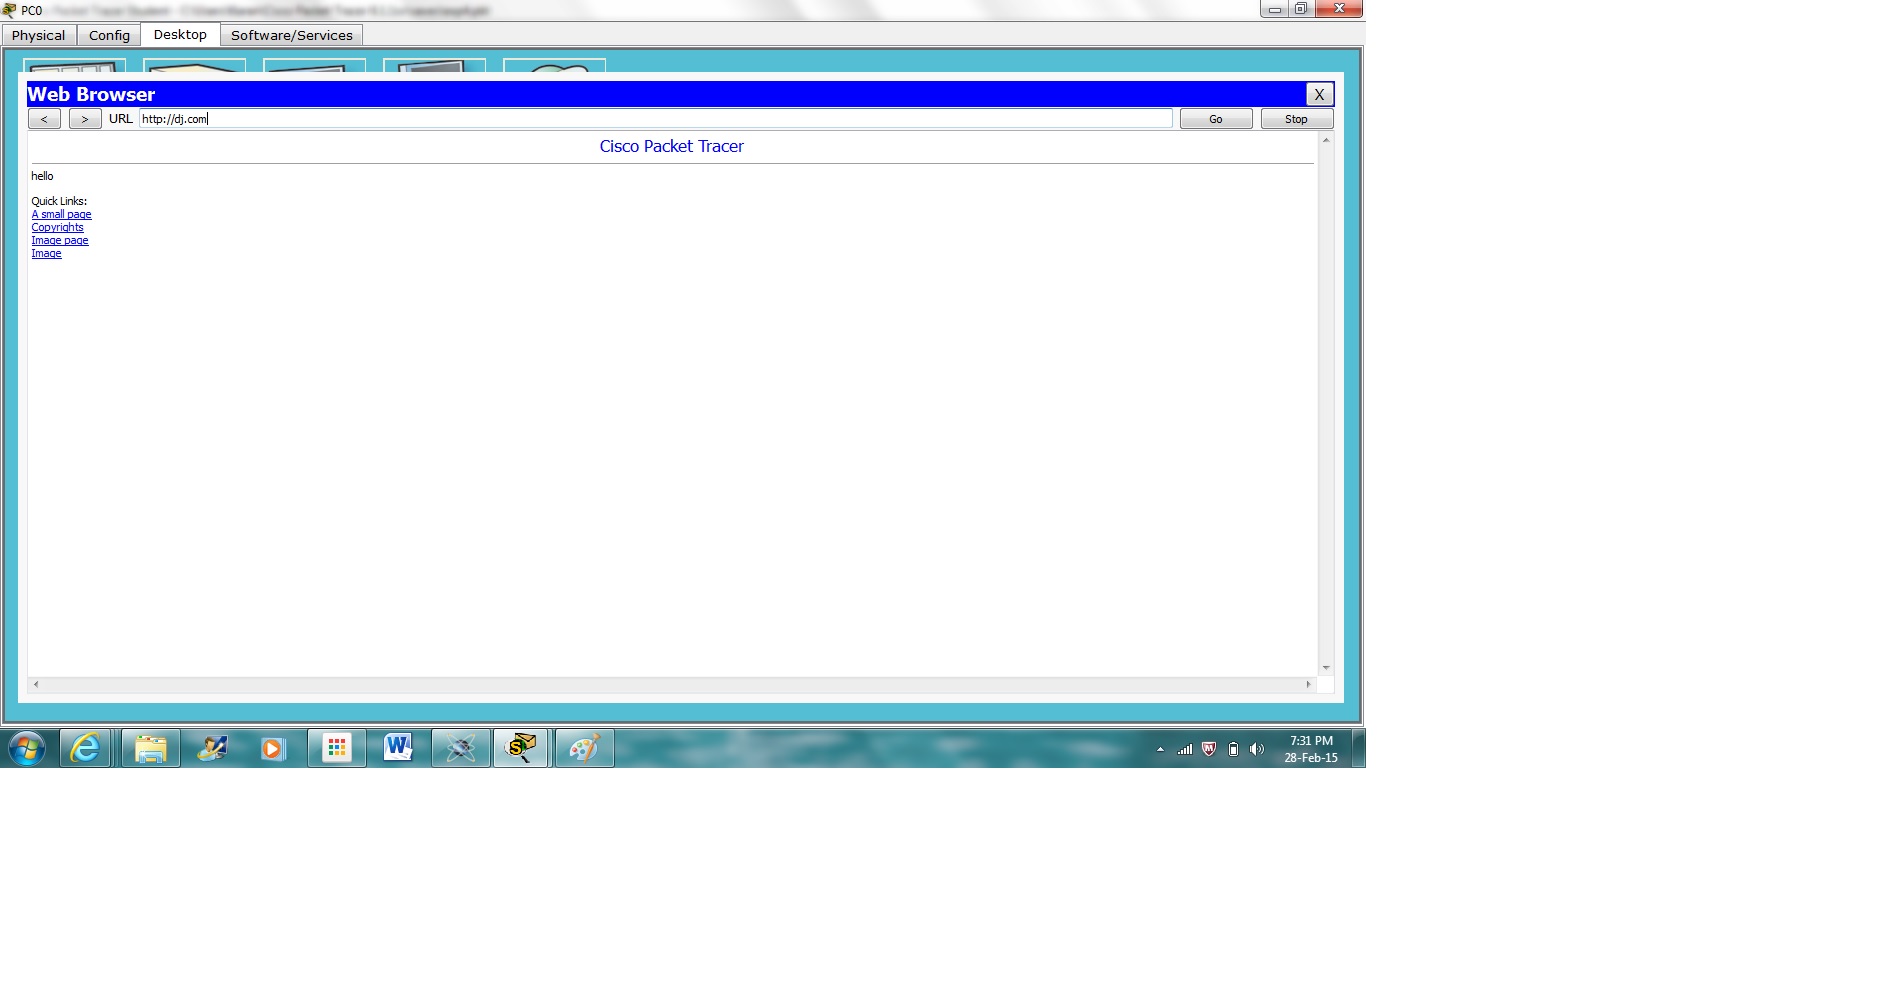 PC0
Physical Config Desktop Software/Services
Web Browser X
< > URL http://dj.com Go Stop
Cisco Packet Tracer
hello
Quick Links:
A small page
Copyrights
Image page
Image
7:31 PM
28-Feb-15